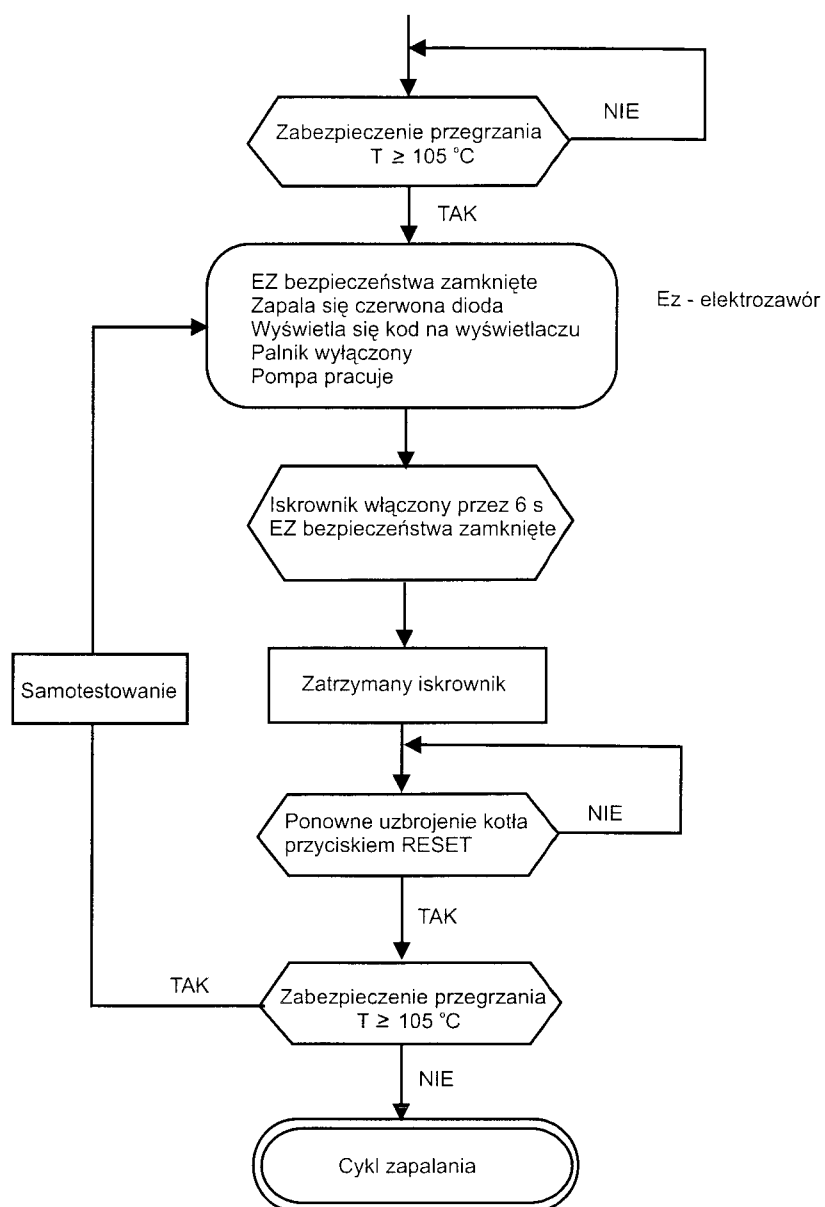 NIE
Zabezpieczenie przegrzania
T ≥ 105 °C
TAK
EZ bezpieczeństwa zamknięte
Zapala się czerwona dioda
Wyświetla się kod na wyświetlaczu
Palnik wyłączony
Pompa pracuje
Ez - elektrozawór
Iskrownik włączony przez 6 s
EZ bezpieczeństwa zamknięte
Samotestowanie
Zatrzymany iskrownik
Ponowne uzbrojenie kotła
przyciskiem RESET
NIE
TAK
TAK
Zabezpieczenie przegrzania
T ≥ 105 °C
NIE
Cykl zapalania